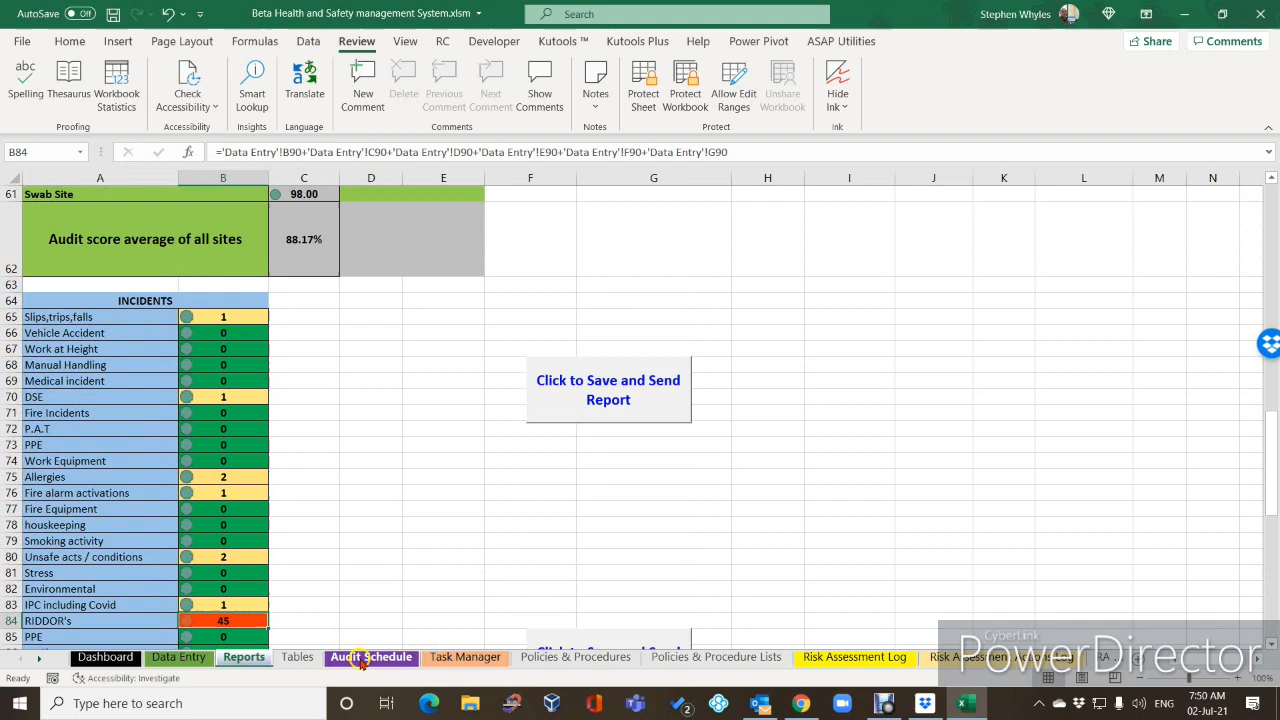 AutoSave Off Beta Health and Safety management System.xlsm Search Stephen Whyles
File Home Insert Page Layout Formulas Data Review View RC Developer Kutools ™ Kutools Plus Help Power Pivot ASAP Utilities Share Comments
abc
123
Spelling Thesaurus Workbook Statistics Check Accessibility Smart Lookup Translate New Comment Delete Previous Comment Next Comment Show Comments Notes Protect Sheet Protect Workbook Allow Edit Ranges Unshare Workbook Hide Ink
Proofing Accessibility Insights Language Comments Notes Protect Ink
B84 fx ='Data Entry'!B90+'Data Entry'!C90+'Data Entry'!D90+'Data Entry'!E90+'Data Entry'!F90+'Data Entry'!G90
A B C D E F G H I J K L M N
61 Swab Site 98.00
62 Audit score average of all sites 88.17%
63
64 INCIDENTS
65 Slips,trips,falls 1
66 Vehicle Accident 0
67 Work at Height 0
68 Manual Handling 0
69 Medical incident 0
70 DSE 1
71 Fire Incidents 0
72 P.A.T 0
73 PPE 0
74 Work Equipment 0
75 Allergies 2
76 Fire alarm activations 1
77 Fire Equipment 0
78 houskeeping 0
79 Smoking activity 0
80 Unsafe acts / conditions 2
81 Stress 0
82 Environmental 0
83 IPC including Covid 1
84 RIDDOR's 45
85 PPE 0
Click to Save and Send
Report
Dashboard Data Entry Reports Tables Audit Schedule Task Manager Policies & Procedures Policies & Procedure Lists Risk Assessment Log RA ...
CyberLink
PowerDirector
Ready Accessibility: Investigate 100%
Type here to search 2 ENG 7:50 AM
02-Jul-21